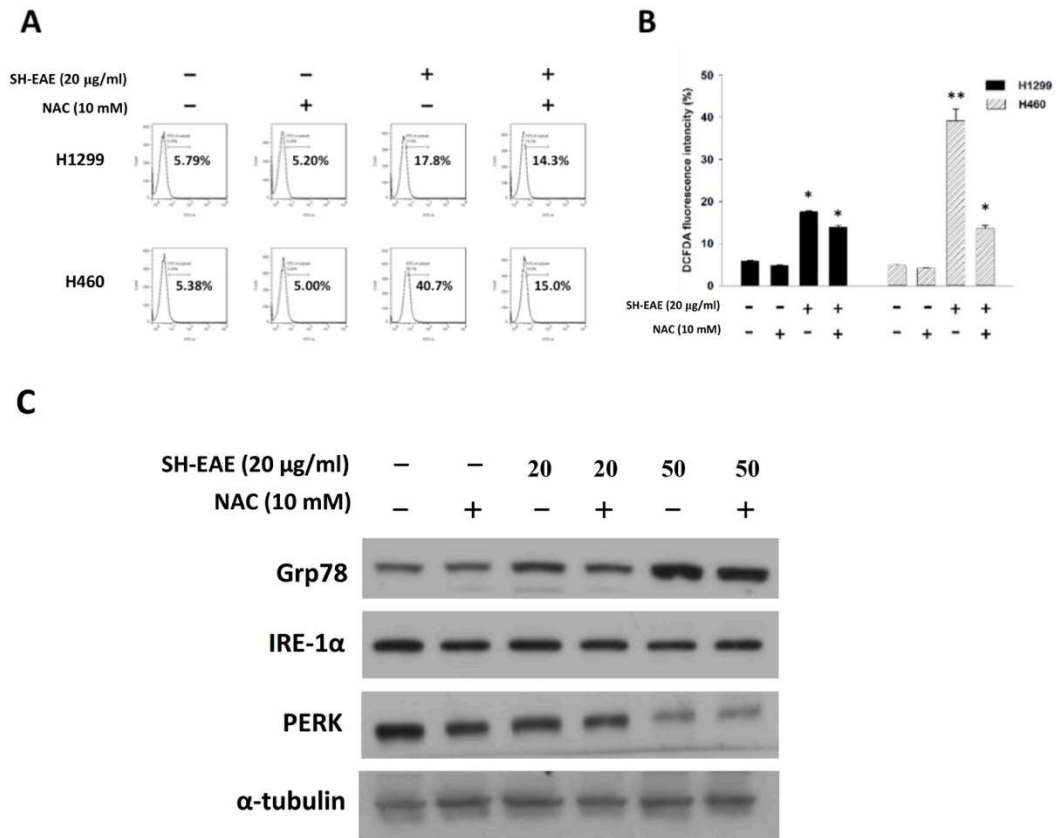 A
SH-EAE (20 µg/ml) – – + +
NAC (10 mM) – + – +
H1299
5.79%
5.20%
17.8%
14.3%
H460
5.38%
5.00%
40.7%
15.0%
B
DCFDA fluorescence intencity (%)
50
40
30
20
10
0
H1299
H460
* * ** *
SH-EAE (20 µg/ml) – – + + – – + +
NAC (10 mM) – + – + – + – +
C
SH-EAE (20 µg/ml) – – 20 20 50 50
NAC (10 mM) – + – + – +
Grp78
IRE-1α
PERK
α-tubulin